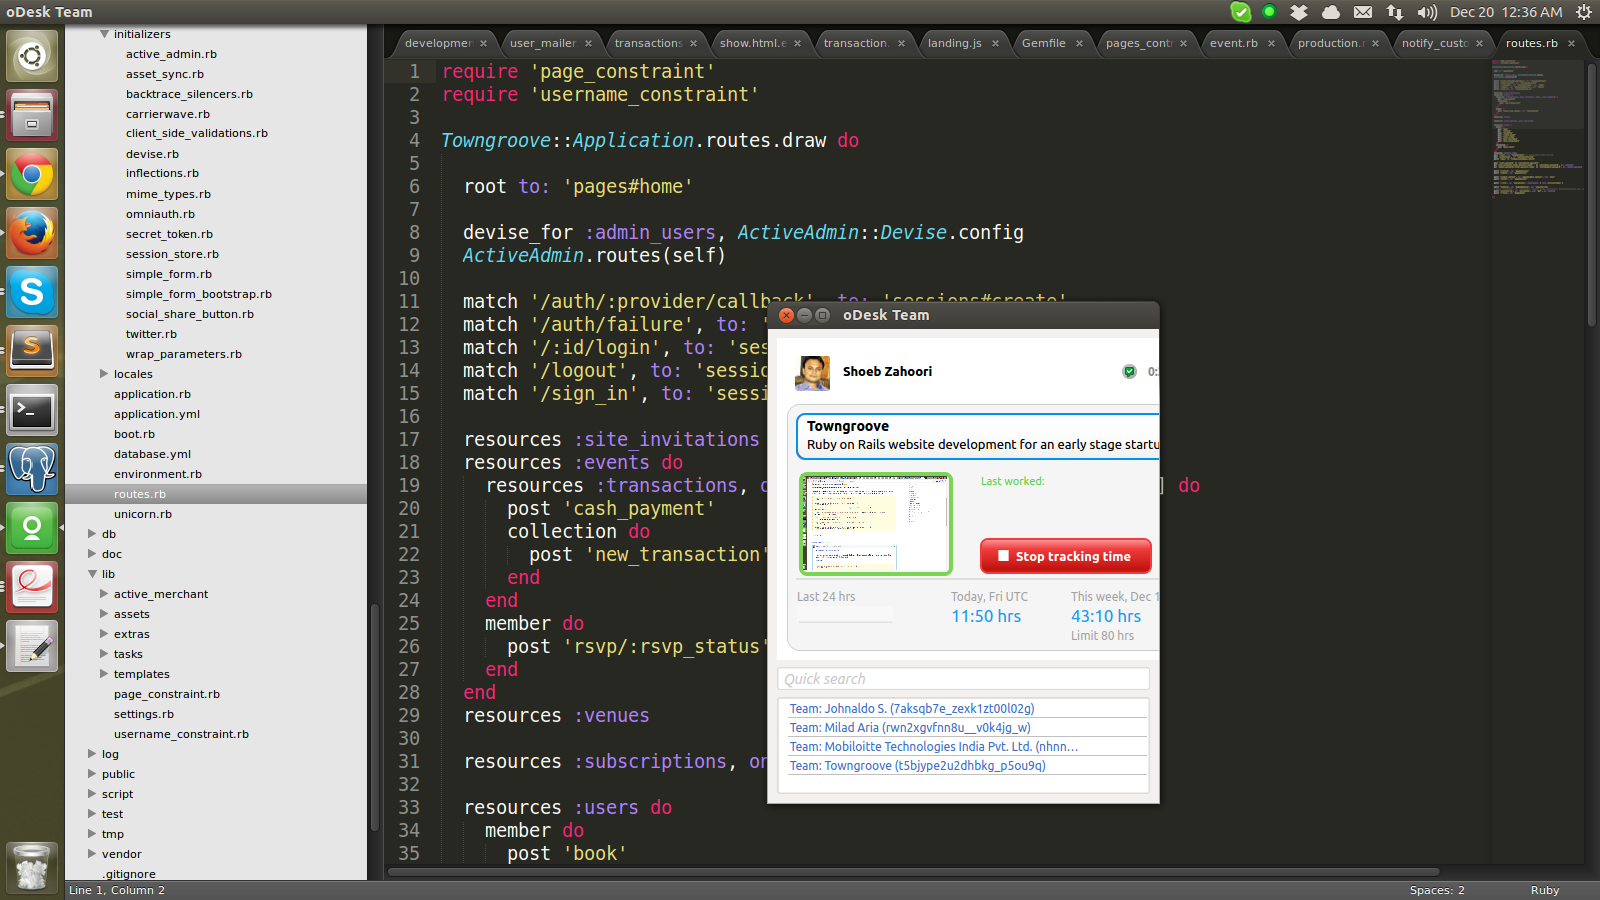 oDesk Team
Dec 20 12:36 AM
initializers
active_admin.rb
asset_sync.rb
backtrace_silencers.rb
carrierwave.rb
client_side_validations.rb
devise.rb
inflections.rb
mime_types.rb
omniauth.rb
secret_token.rb
session_store.rb
simple_form.rb
simple_form_bootstrap.rb
social_share_button.rb
twitter.rb
wrap_parameters.rb
locales
application.rb
application.yml
boot.rb
database.yml
environment.rb
routes.rb
unicorn.rb
db
doc
lib
active_merchant
assets
extras
tasks
templates
page_constraint.rb
settings.rb
username_constraint.rb
log
public
script
test
tmp
vendor
.gitignore
developmen × user_mailer × transactions × show.html.e × transaction. × landing.js × Gemfile × pages_cont × event.rb × production.r × notify_custo × routes.rb ×
1 require 'page_constraint'
2 require 'username_constraint'
3
4 Towngroove::Application.routes.draw do
5
6 root to: 'pages#home'
7
8 devise_for :admin_users, ActiveAdmin::Devise.config
9 ActiveAdmin.routes(self)
10
11 match '/auth/:provider/callback', to: 'sessions#create'
12 match '/auth/failure', to: '
13 match '/:id/login', to: 'ses
14 match '/logout', to: 'sessio
15 match '/sign_in', to: 'sessi
16
17 resources :site_invitations
18 resources :events do
19 resources :transactions, ] do
20 post 'cash_payment'
21 collection do
22 post 'new_transaction'
23 end
24 end
25 member do
26 post 'rsvp/:rsvp_status'
27 end
28 end
29 resources :venues
30
31 resources :subscriptions, on
32
33 resources :users do
34 member do
35 post 'book'
oDesk Team
Shoeb Zahoori
0:
Towngroove
Ruby on Rails website development for an early stage startu
Last worked:
Stop tracking time
Last 24 hrs
Today, Fri UTC
11:50 hrs
This week, Dec 1
43:10 hrs
Limit 80 hrs
Quick search
Team: Johnaldo S. (7aksqb7e_zexk1zt00l02g)
Team: Milad Aria (rwn2xgvfnn8u__v0k4jg_w)
Team: Mobiloitte Technologies India Pvt. Ltd. (nhnn...
Team: Towngroove (t5bjype2u2dhbkg_p5ou9q)
Line 1, Column 2
Spaces: 2
Ruby